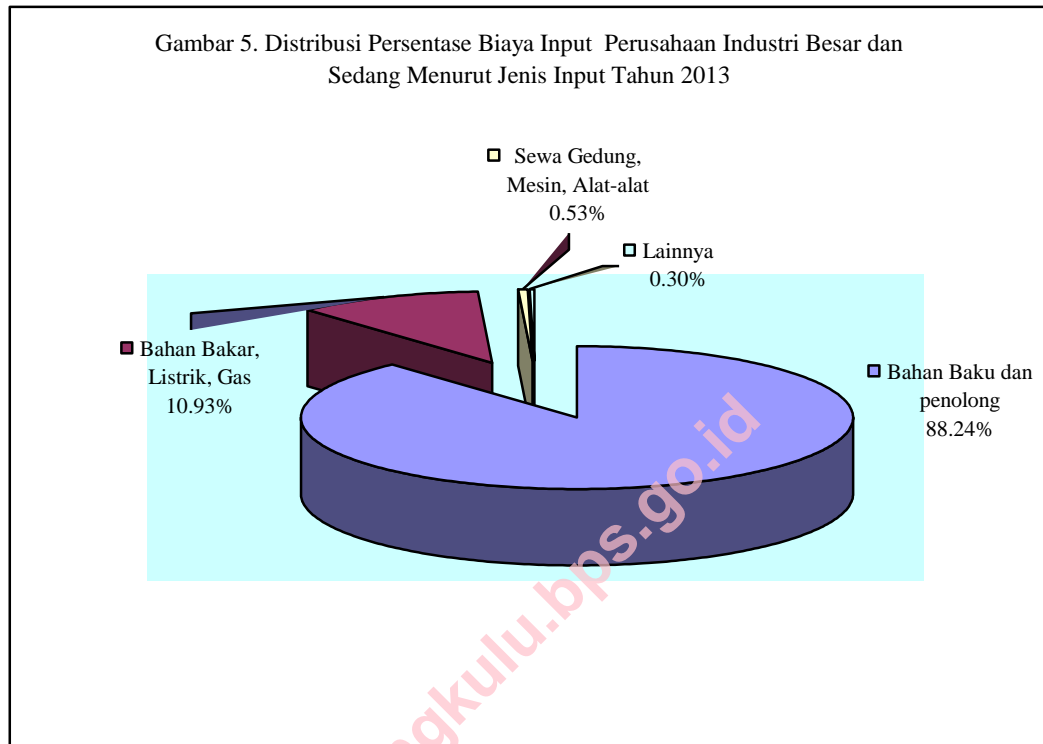 Gambar 5. Distribusi Persentase Biaya Input Perusahaan Industri Besar dan
Sedang Menurut Jenis Input Tahun 2013
Sewa Gedung,
Mesin, Alat-alat
0.53%
Lainnya
0.30%
Bahan Bakar,
Listrik, Gas
10.93%
Bahan Baku dan
penolong
88.24%
ngkulu.bps.go.id